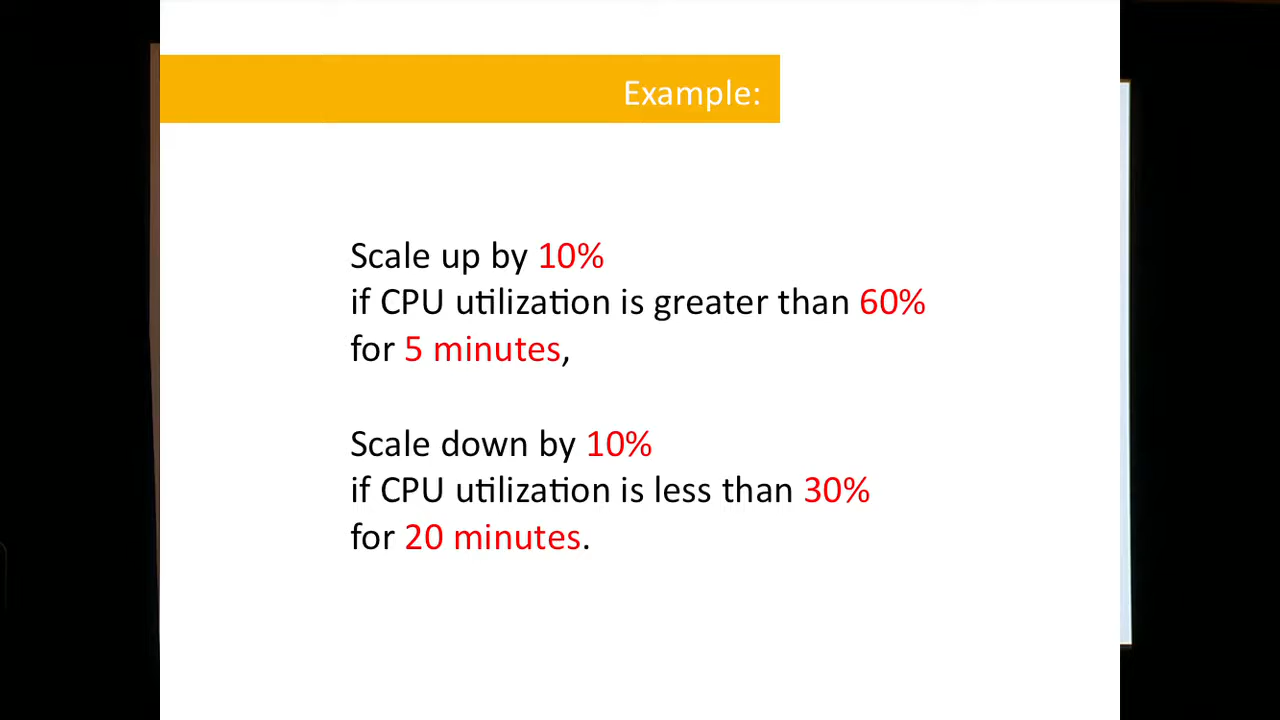 Example:
Scale up by 10%
if CPU utilization is greater than 60%
for 5 minutes,
Scale down by 10%
if CPU utilization is less than 30%
for 20 minutes.